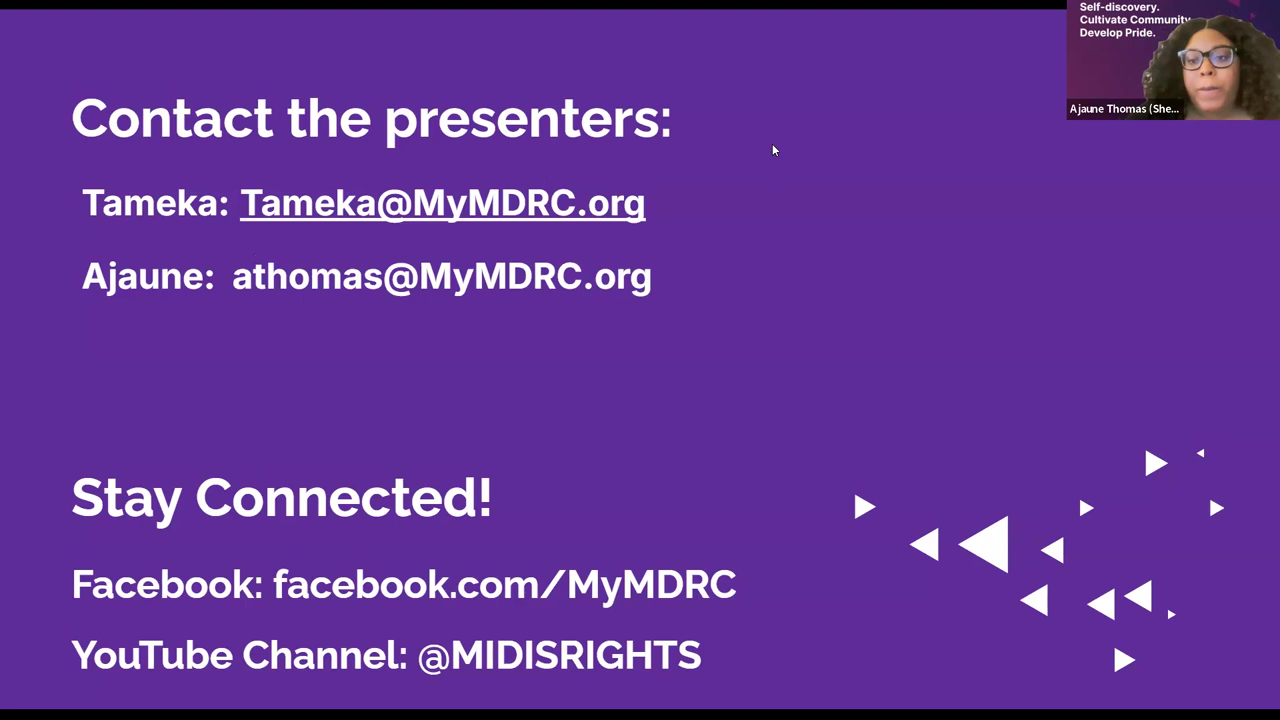 Self-discovery.
Cultivate Community
Develop Pride.
Ajaune Thomas (She...
Contact the presenters:
Tameka: Tameka@MyMDRC.org
Ajaune: athomas@MyMDRC.org
Stay Connected!
Facebook: facebook.com/MyMDRC
YouTube Channel: @MIDISRIGHTS